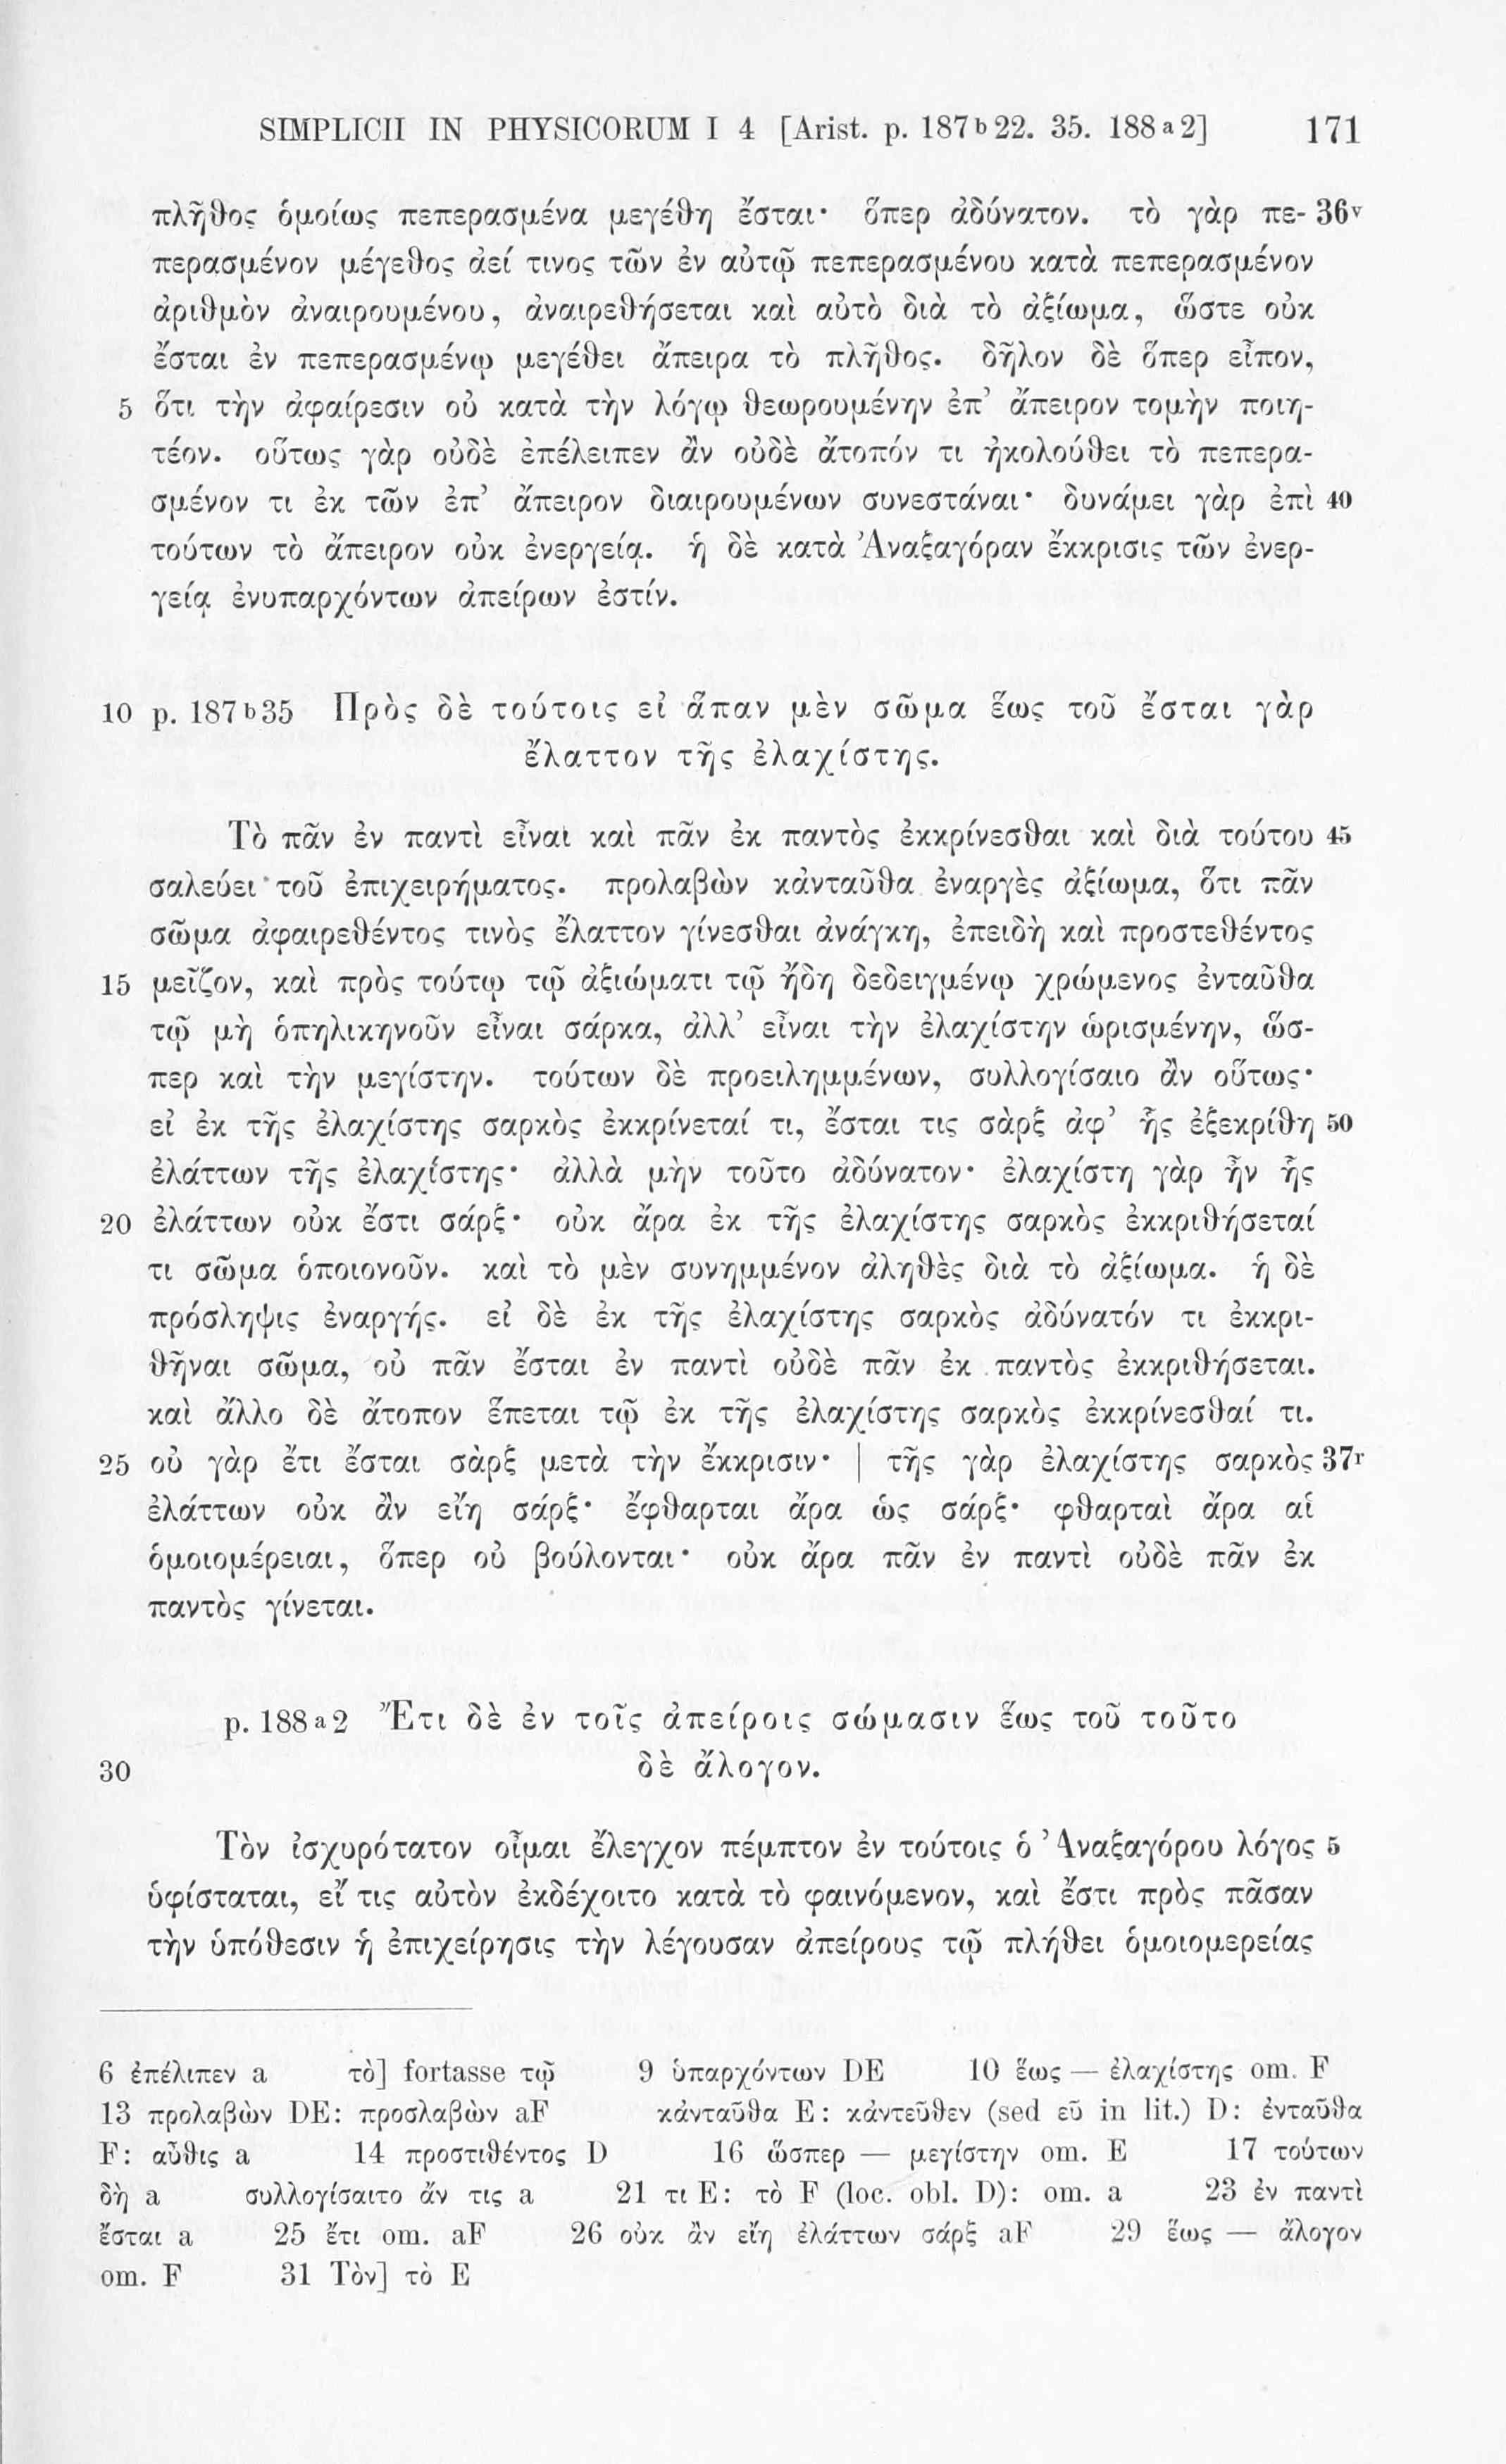 SIMPLICII IN PHYSICORUM I 4 [Arist. p. 187b22. 35. 188a2] 171
πλῆθος ὁμοίως πεπερασμένα μεγέθη ἔσται· ὅπερ ἀδύνατον. τὸ γὰρ πε- 36v
περασμένον μέγεθος ἀεί τινος τῶν ἐν αὐτῷ πεπερασμένου κατὰ πεπερασμένον
ἀριθμὸν ἀναιρουμένου, ἀναιρεθήσεται καὶ αὐτὸ διὰ τὸ ἀξίωμα, ὥστε οὐκ
ἔσται ἐν πεπερασμένῳ μεγέθει ἄπειρα τὸ πλῆθος. δῆλον δὲ ὅπερ εἶπον,
5 ὅτι τὴν ἀφαίρεσιν οὐ κατὰ τὴν λόγῳ θεωρουμένην ἐπ’ ἄπειρον τομὴν ποιη-
τέον. οὕτως γὰρ οὐδὲ ἐπέλειπεν ἂν οὐδὲ ἄτοπόν τι ἠκολούθει τὸ πεπερα-
σμένον τι ἐκ τῶν ἐπ’ ἄπειρον διαιρουμένων συνεστάναι· δυνάμει γὰρ ἐπὶ 40
τούτων τὸ ἄπειρον οὐκ ἐνεργείᾳ. ἡ δὲ κατὰ Ἀναξαγόραν ἔκκρισις τῶν ἐνερ-
γείᾳ ἐνυπαρχόντων ἀπείρων ἐστίν.
10 p. 187b35 Πρὸς δὲ τούτοις εἰ ἅπαν μὲν σῶμα ἕως τοῦ ἔσται γὰρ
ἔλαττον τῆς ἐλαχίστης.
Τὸ πᾶν ἐν παντὶ εἶναι καὶ πᾶν ἐκ παντὸς ἐκκρίνεσθαι καὶ διὰ τούτου 45
σαλεύει τοῦ ἐπιχειρήματος. προλαβὼν κἀνταῦθα ἐναργὲς ἀξίωμα, ὅτι πᾶν
σῶμα ἀφαιρεθέντος τινὸς ἔλαττον γίνεσθαι ἀνάγκη, ἐπειδὴ καὶ προστεθέντος
15 μεῖζον, καὶ πρὸς τούτῳ τῷ ἀξιώματι τῷ ἤδη δεδειγμένῳ χρώμενος ἐνταῦθα
τῷ μὴ ὁπηλικηνοῦν εἶναι σάρκα, ἀλλ’ εἶναι τὴν ἐλαχίστην ὡρισμένην, ὥσ-
περ καὶ τὴν μεγίστην. τούτων δὲ προειλημμένων, συλλογίσαιο ἂν οὕτως·
εἰ ἐκ τῆς ἐλαχίστης σαρκὸς ἐκκρίνεταί τι, ἔσται τις σὰρξ ἀφ’ ἧς ἐξεκρίθη 50
ἐλάττων τῆς ἐλαχίστης· ἀλλὰ μὴν τοῦτο ἀδύνατον· ἐλαχίστη γὰρ ἦν ἧς
20 ἐλάττων οὐκ ἔστι σάρξ· οὐκ ἄρα ἐκ τῆς ἐλαχίστης σαρκὸς ἐκκριθήσεταί
τι σῶμα ὁποιονοῦν. καὶ τὸ μὲν συνημμένον ἀληθὲς διὰ τὸ ἀξίωμα. ἡ δὲ
πρόσληψις ἐναργής. εἰ δὲ ἐκ τῆς ἐλαχίστης σαρκὸς ἀδύνατόν τι ἐκκρι-
θῆναι σῶμα, οὐ πᾶν ἔσται ἐν παντὶ οὐδὲ πᾶν ἐκ παντὸς ἐκκριθήσεται.
καὶ ἄλλο δὲ ἄτοπον ἕπεται τῷ ἐκ τῆς ἐλαχίστης σαρκὸς ἐκκρίνεσθαί τι.
25 οὐ γὰρ ἔτι ἔσται σὰρξ μετὰ τὴν ἔκκρισιν· | τῆς γὰρ ἐλαχίστης σαρκὸς 37r
ἐλάττων οὐκ ἂν εἴη σάρξ· ἔφθαρται ἄρα ὡς σάρξ· φθαρταὶ ἄρα αἱ
ὁμοιομέρειαι, ὅπερ οὐ βούλονται· οὐκ ἄρα πᾶν ἐν παντὶ οὐδὲ πᾶν ἐκ
παντὸς γίνεται.
p. 188a2 Ἔτι δὲ ἐν τοῖς ἀπείροις σώμασιν ἕως τοῦ τοῦτο
30 δὲ ἄλογον.
Τὸν ἰσχυρότατον οἶμαι ἔλεγχον πέμπτον ἐν τούτοις ὁ Ἀναξαγόρου λόγος 5
ὑφίσταται, εἴ τις αὐτὸν ἐκδέχοιτο κατὰ τὸ φαινόμενον, καὶ ἔστι πρὸς πᾶσαν
τὴν ὑπόθεσιν ἡ ἐπιχείρησις τὴν λέγουσαν ἀπείρους τῷ πλήθει ὁμοιομερείας
6 ἐπέλιπεν a τὸ] fortasse τῷ 9 ὑπαρχόντων DE 10 ἕως — ἐλαχίστης om. F
13 προλαβὼν DE: προσλαβὼν aF κἀνταῦθα E: κἀντεῦθεν (sed εῦ in lit.) D: ἐνταῦθα
F: αὖθις a 14 προστιθέντος D 16 ὥσπερ — μεγίστην om. E 17 τούτων
δὴ a συλλογίσαιτο ἄν τις a 21 τι E: τὸ F (loc. obl. D): om. a 23 ἐν παντὶ
ἔσται a 25 ἔτι om. aF 26 οὐκ ἂν εἴη ἐλάττων σάρξ aF 29 ἕως — ἄλογον
om. F 31 Τὸν] τὸ E